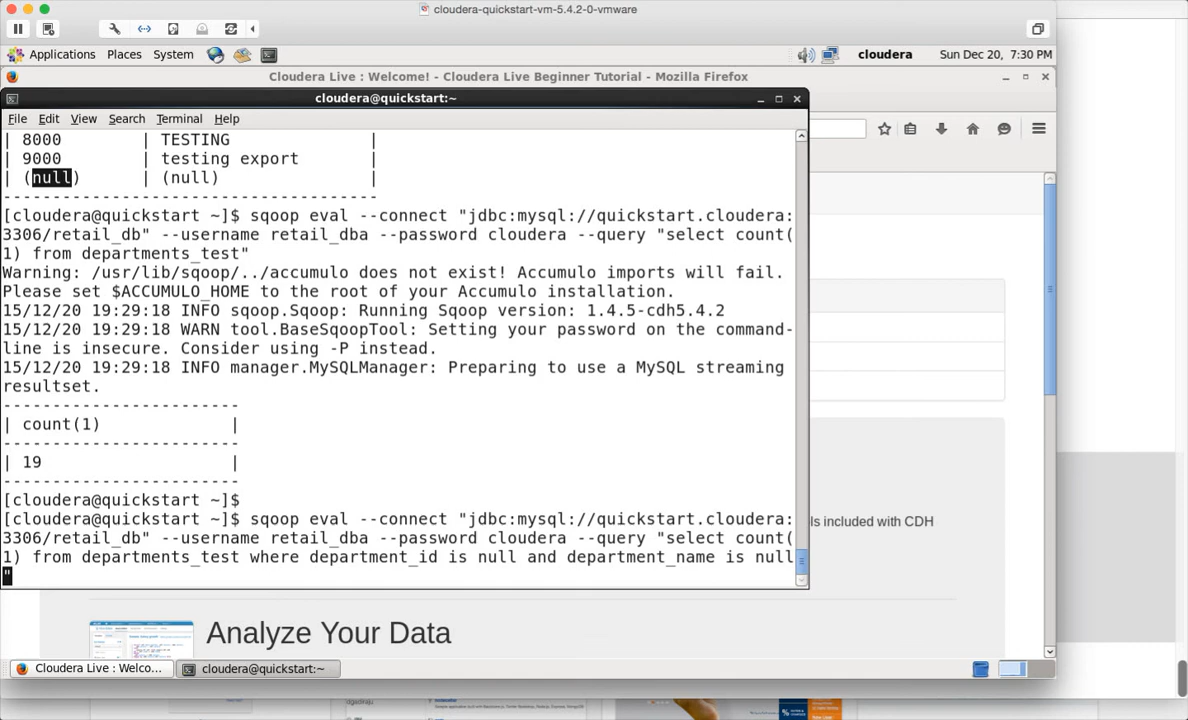 cloudera-quickstart-vm-5.4.2-0-vmware
Applications Places System cloudera Sun Dec 20, 7:30 PM
Cloudera Live : Welcome! - Cloudera Live Beginner Tutorial - Mozilla Firefox
cloudera@quickstart:~
File Edit View Search Terminal Help
| 8000 | TESTING |
| 9000 | testing export |
| (null) | (null) |
--------------------------------------
[cloudera@quickstart ~]$ sqoop eval --connect "jdbc:mysql://quickstart.cloudera:
3306/retail_db" --username retail_dba --password cloudera --query "select count(
1) from departments_test"
Warning: /usr/lib/sqoop/../accumulo does not exist! Accumulo imports will fail.
Please set $ACCUMULO_HOME to the root of your Accumulo installation.
15/12/20 19:29:18 INFO sqoop.Sqoop: Running Sqoop version: 1.4.5-cdh5.4.2
15/12/20 19:29:18 WARN tool.BaseSqoopTool: Setting your password on the command-
line is insecure. Consider using -P instead.
15/12/20 19:29:18 INFO manager.MySQLManager: Preparing to use a MySQL streaming
resultset.
------------------------
| count(1) |
------------------------
| 19 |
------------------------
[cloudera@quickstart ~]$
[cloudera@quickstart ~]$ sqoop eval --connect "jdbc:mysql://quickstart.cloudera:
3306/retail_db" --username retail_dba --password cloudera --query "select count(
1) from departments_test where department_id is null and department_name is null
"
ls included with CDH
Analyze Your Data
Cloudera Live : Welco...
cloudera@quickstart:~